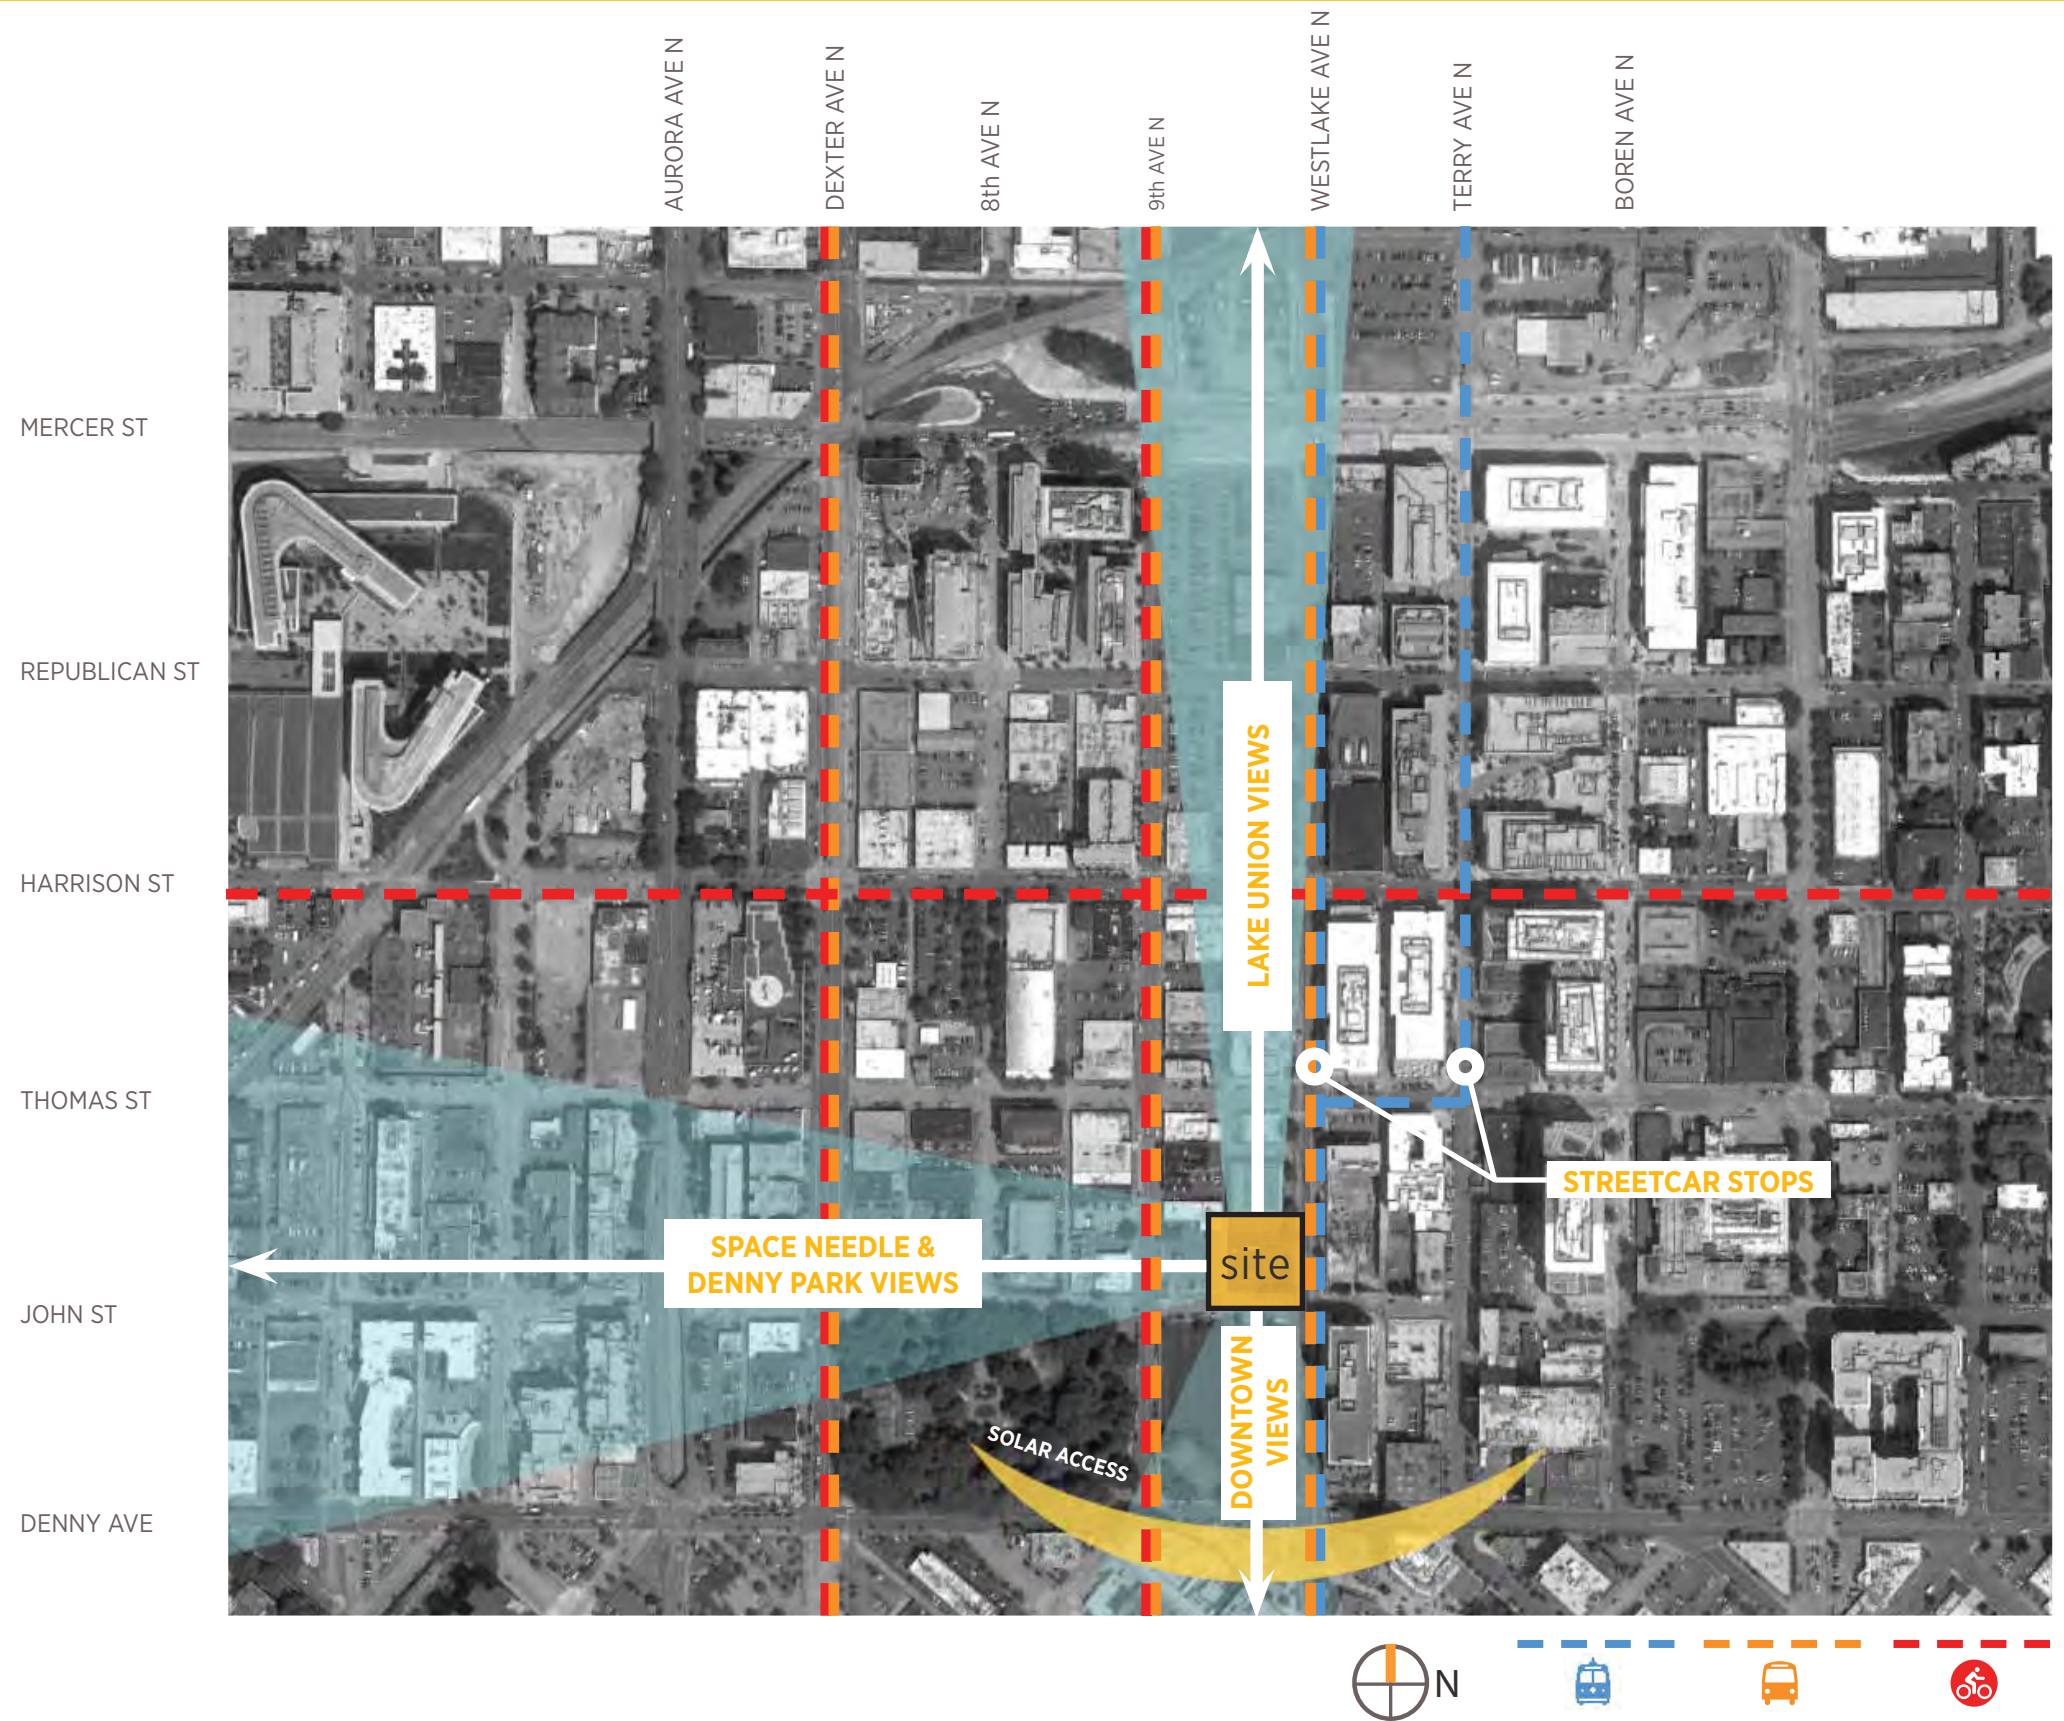 AURORA AVE N
DEXTER AVE N
8th AVE N
9th AVE N
WESTLAKE AVE N
TERRY AVE N
BOREN AVE N
MERCER ST
REPUBLICAN ST
HARRISON ST
THOMAS ST
JOHN ST
DENNY AVE
LAKE UNION VIEWS
STREETCAR STOPS
SPACE NEEDLE &
DENNY PARK VIEWS
site
DOWNTOWN
VIEWS
SOLAR ACCESS
N